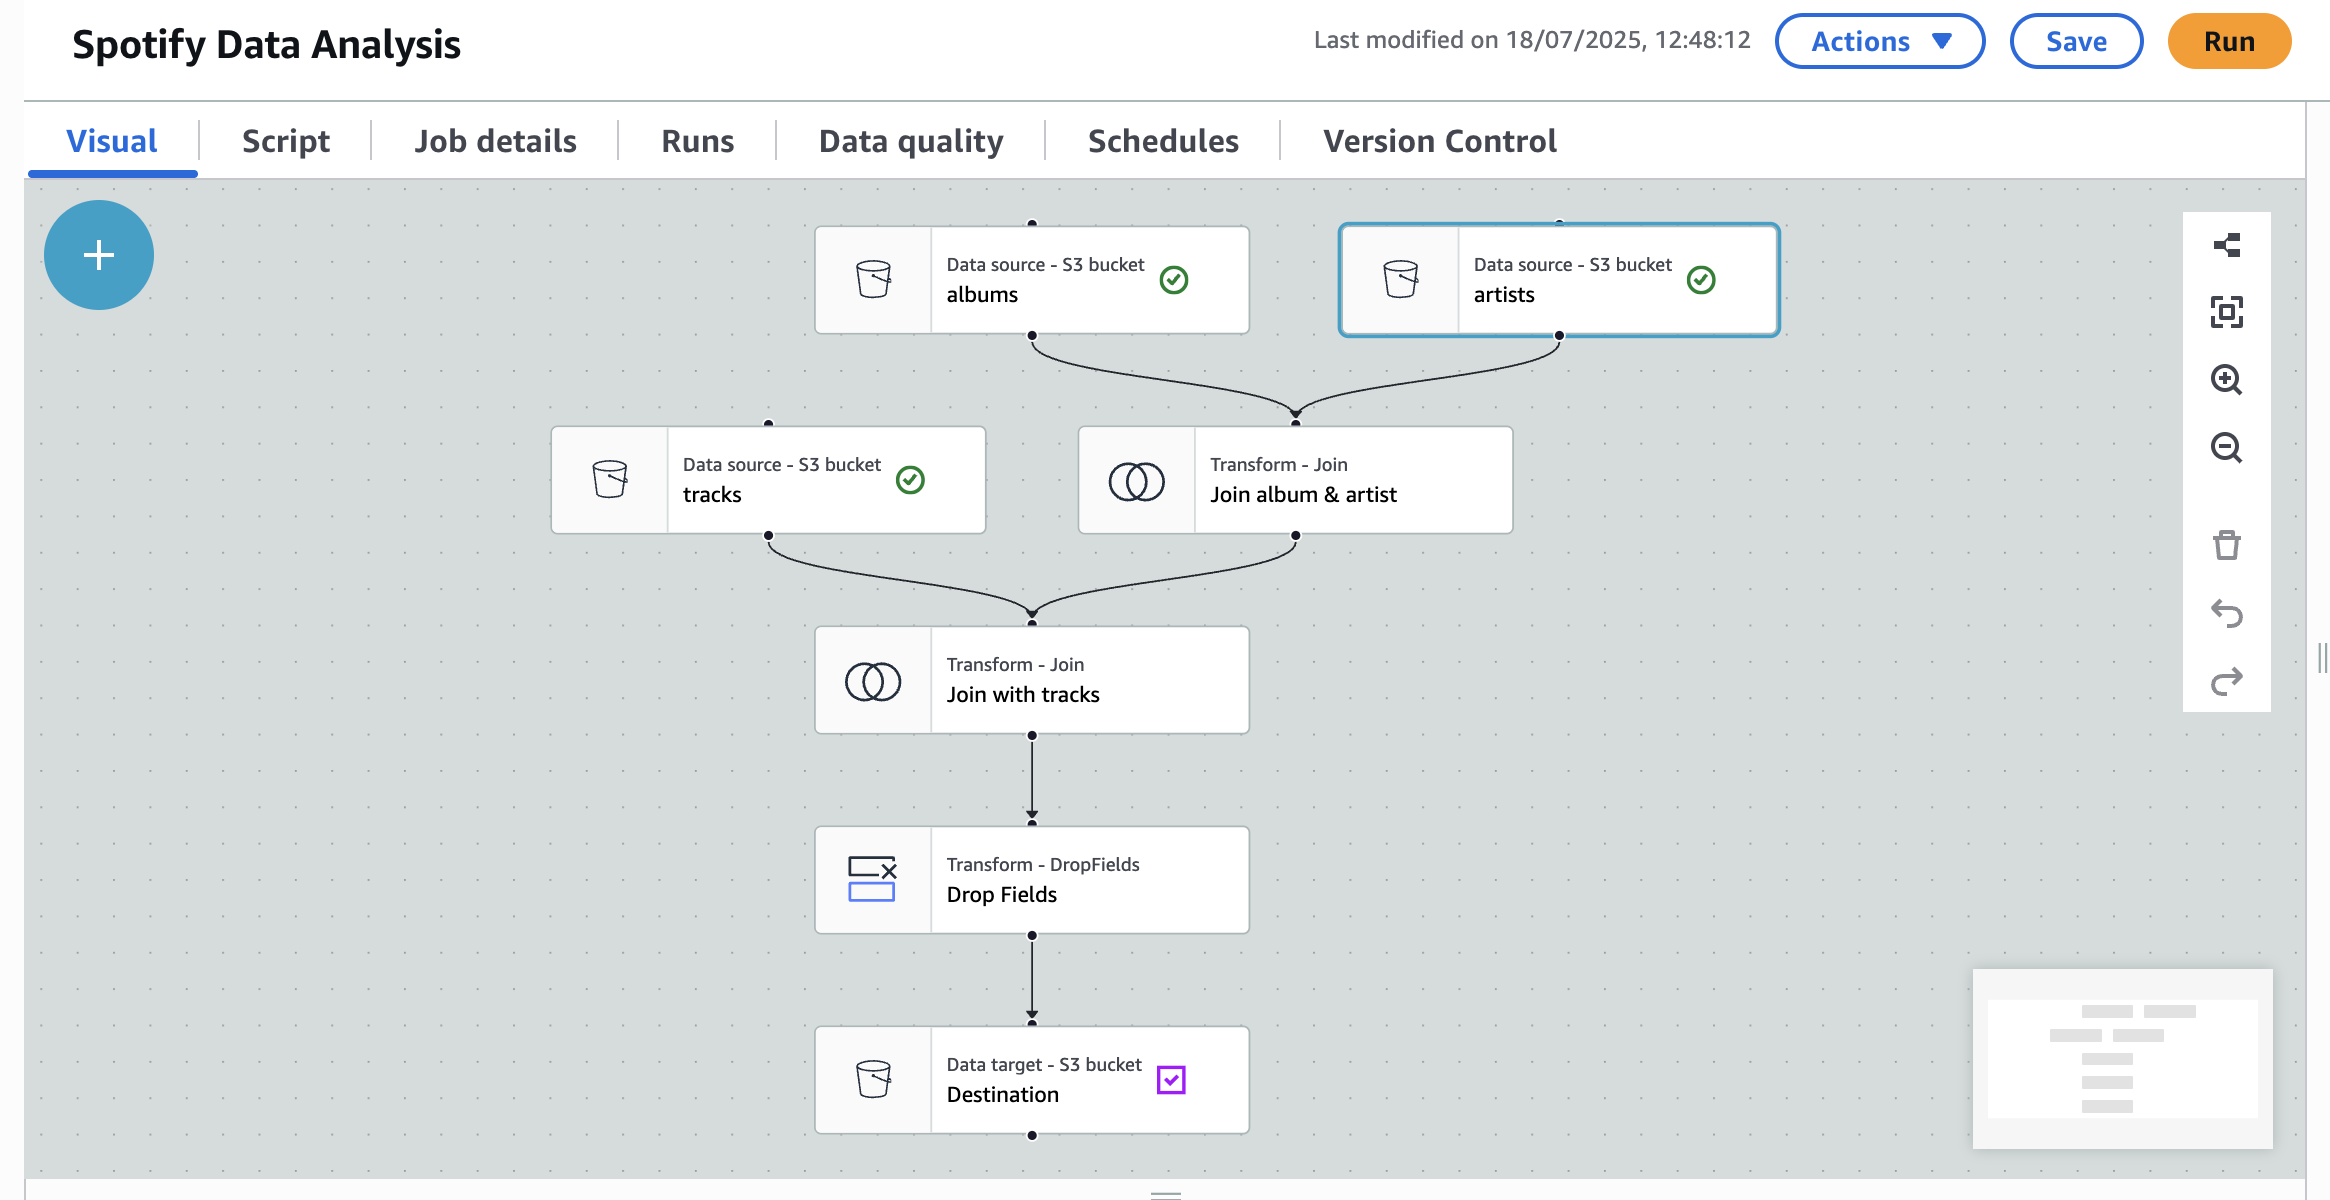 Spotify Data Analysis
Last modified on 18/07/2025, 12:48:12
Actions
Save
Run
Visual
Script
Job details
Runs
Data quality
Schedules
Version Control
Data source - S3 bucket
albums
Data source - S3 bucket
artists
Data source - S3 bucket
tracks
Transform - Join
Join album & artist
Transform - Join
Join with tracks
Transform - DropFields
Drop Fields
Data target - S3 bucket
Destination